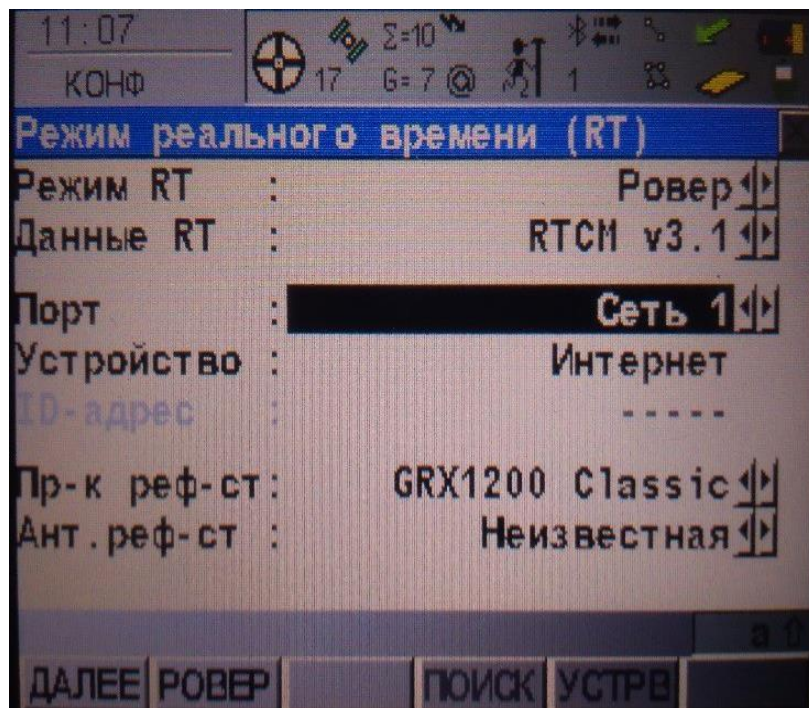 11:07
Σ=10
КОНФ
17
G= 7
1
Режим реального времени (RT)
Режим RT : Ровер
Данные RT : RTCM v3.1
Порт : Сеть 1
Устройство : Интернет
ID-адрес : -----
Пр-к реф-ст: GRX1200 Classic
Ант.реф-ст : Неизвестная
a
ДАЛЕЕ РОВЕР ПОИСК УСТРВ